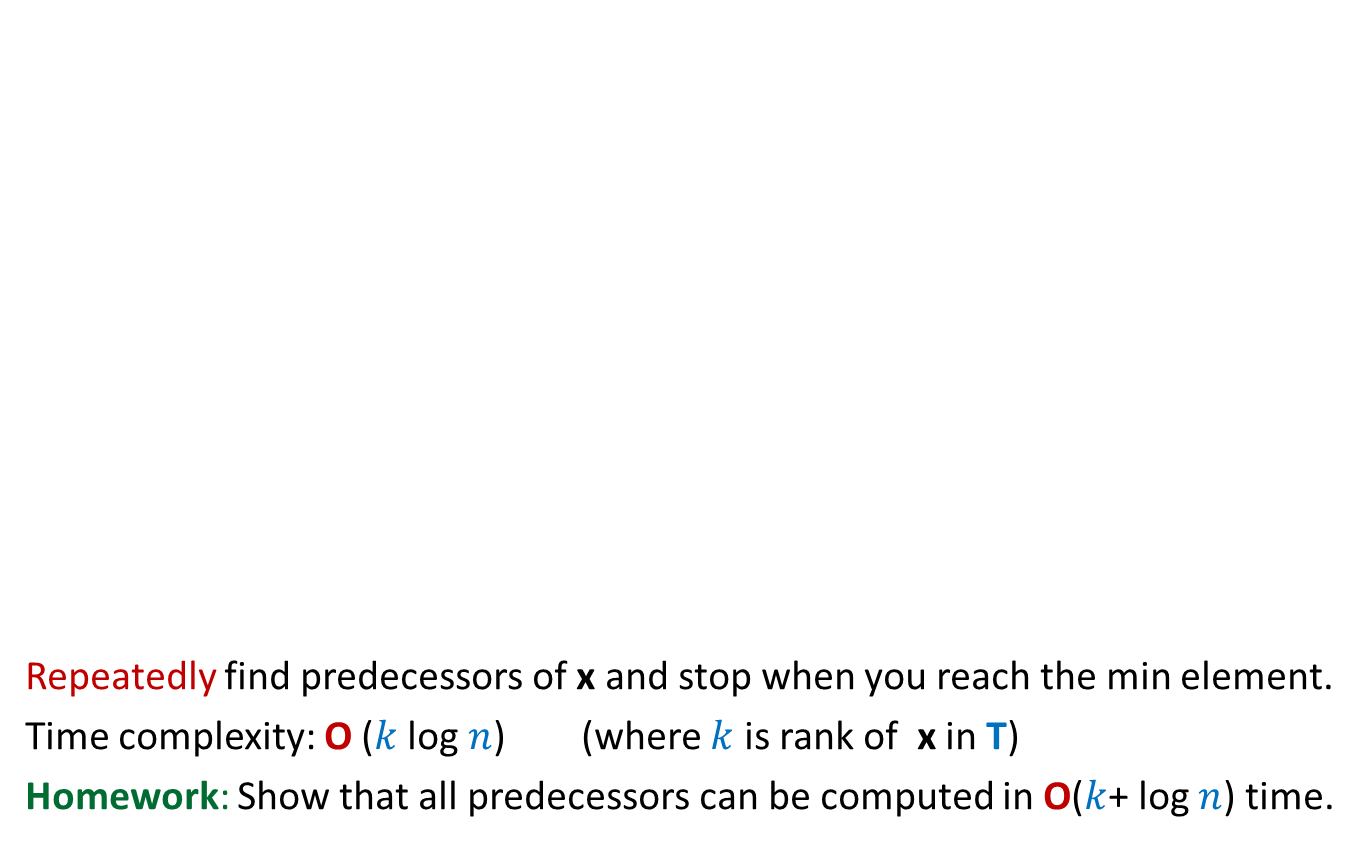 Repeatedly find predecessors of x and stop when you reach the min element.
Time complexity: O (k log n) (where k is rank of x in T)
Homework: Show that all predecessors can be computed in O(k+ log n) time.